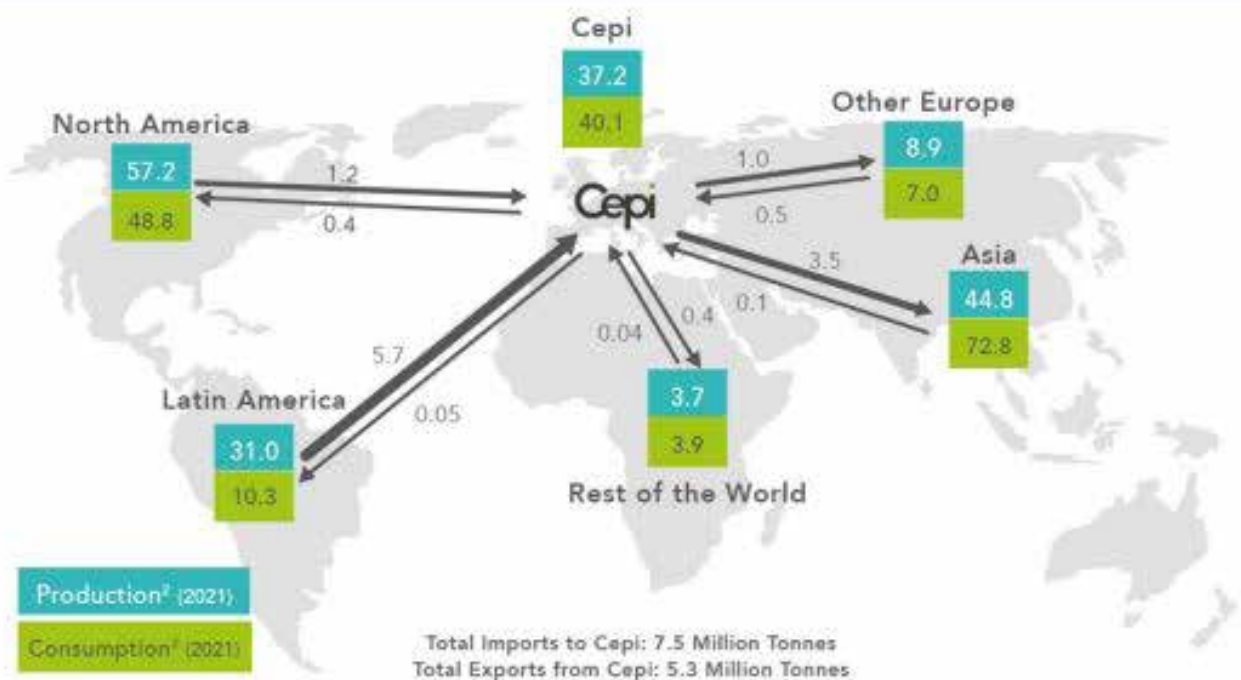 Cepi
37.2
40.1
Other Europe
8.9
7.0
North America
57.2
48.8
1.2
0.4
Cepi
1.0
0.5
Asia
44.8
72.8
3.5
0.1
5.7
0.05
0.04
0.4
Latin America
31.0
10.3
3.7
3.9
Rest of the World
Production² (2021)
Consumption¹ (2021)
Total Imports to Cepi: 7.5 Million Tonnes
Total Exports from Cepi: 5.3 Million Tonnes